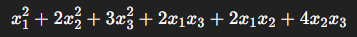 $x_1^2 + 2x_2^2 + 3x_3^2 + 2x_1x_3 + 2x_1x_2 + 4x_2x_3$